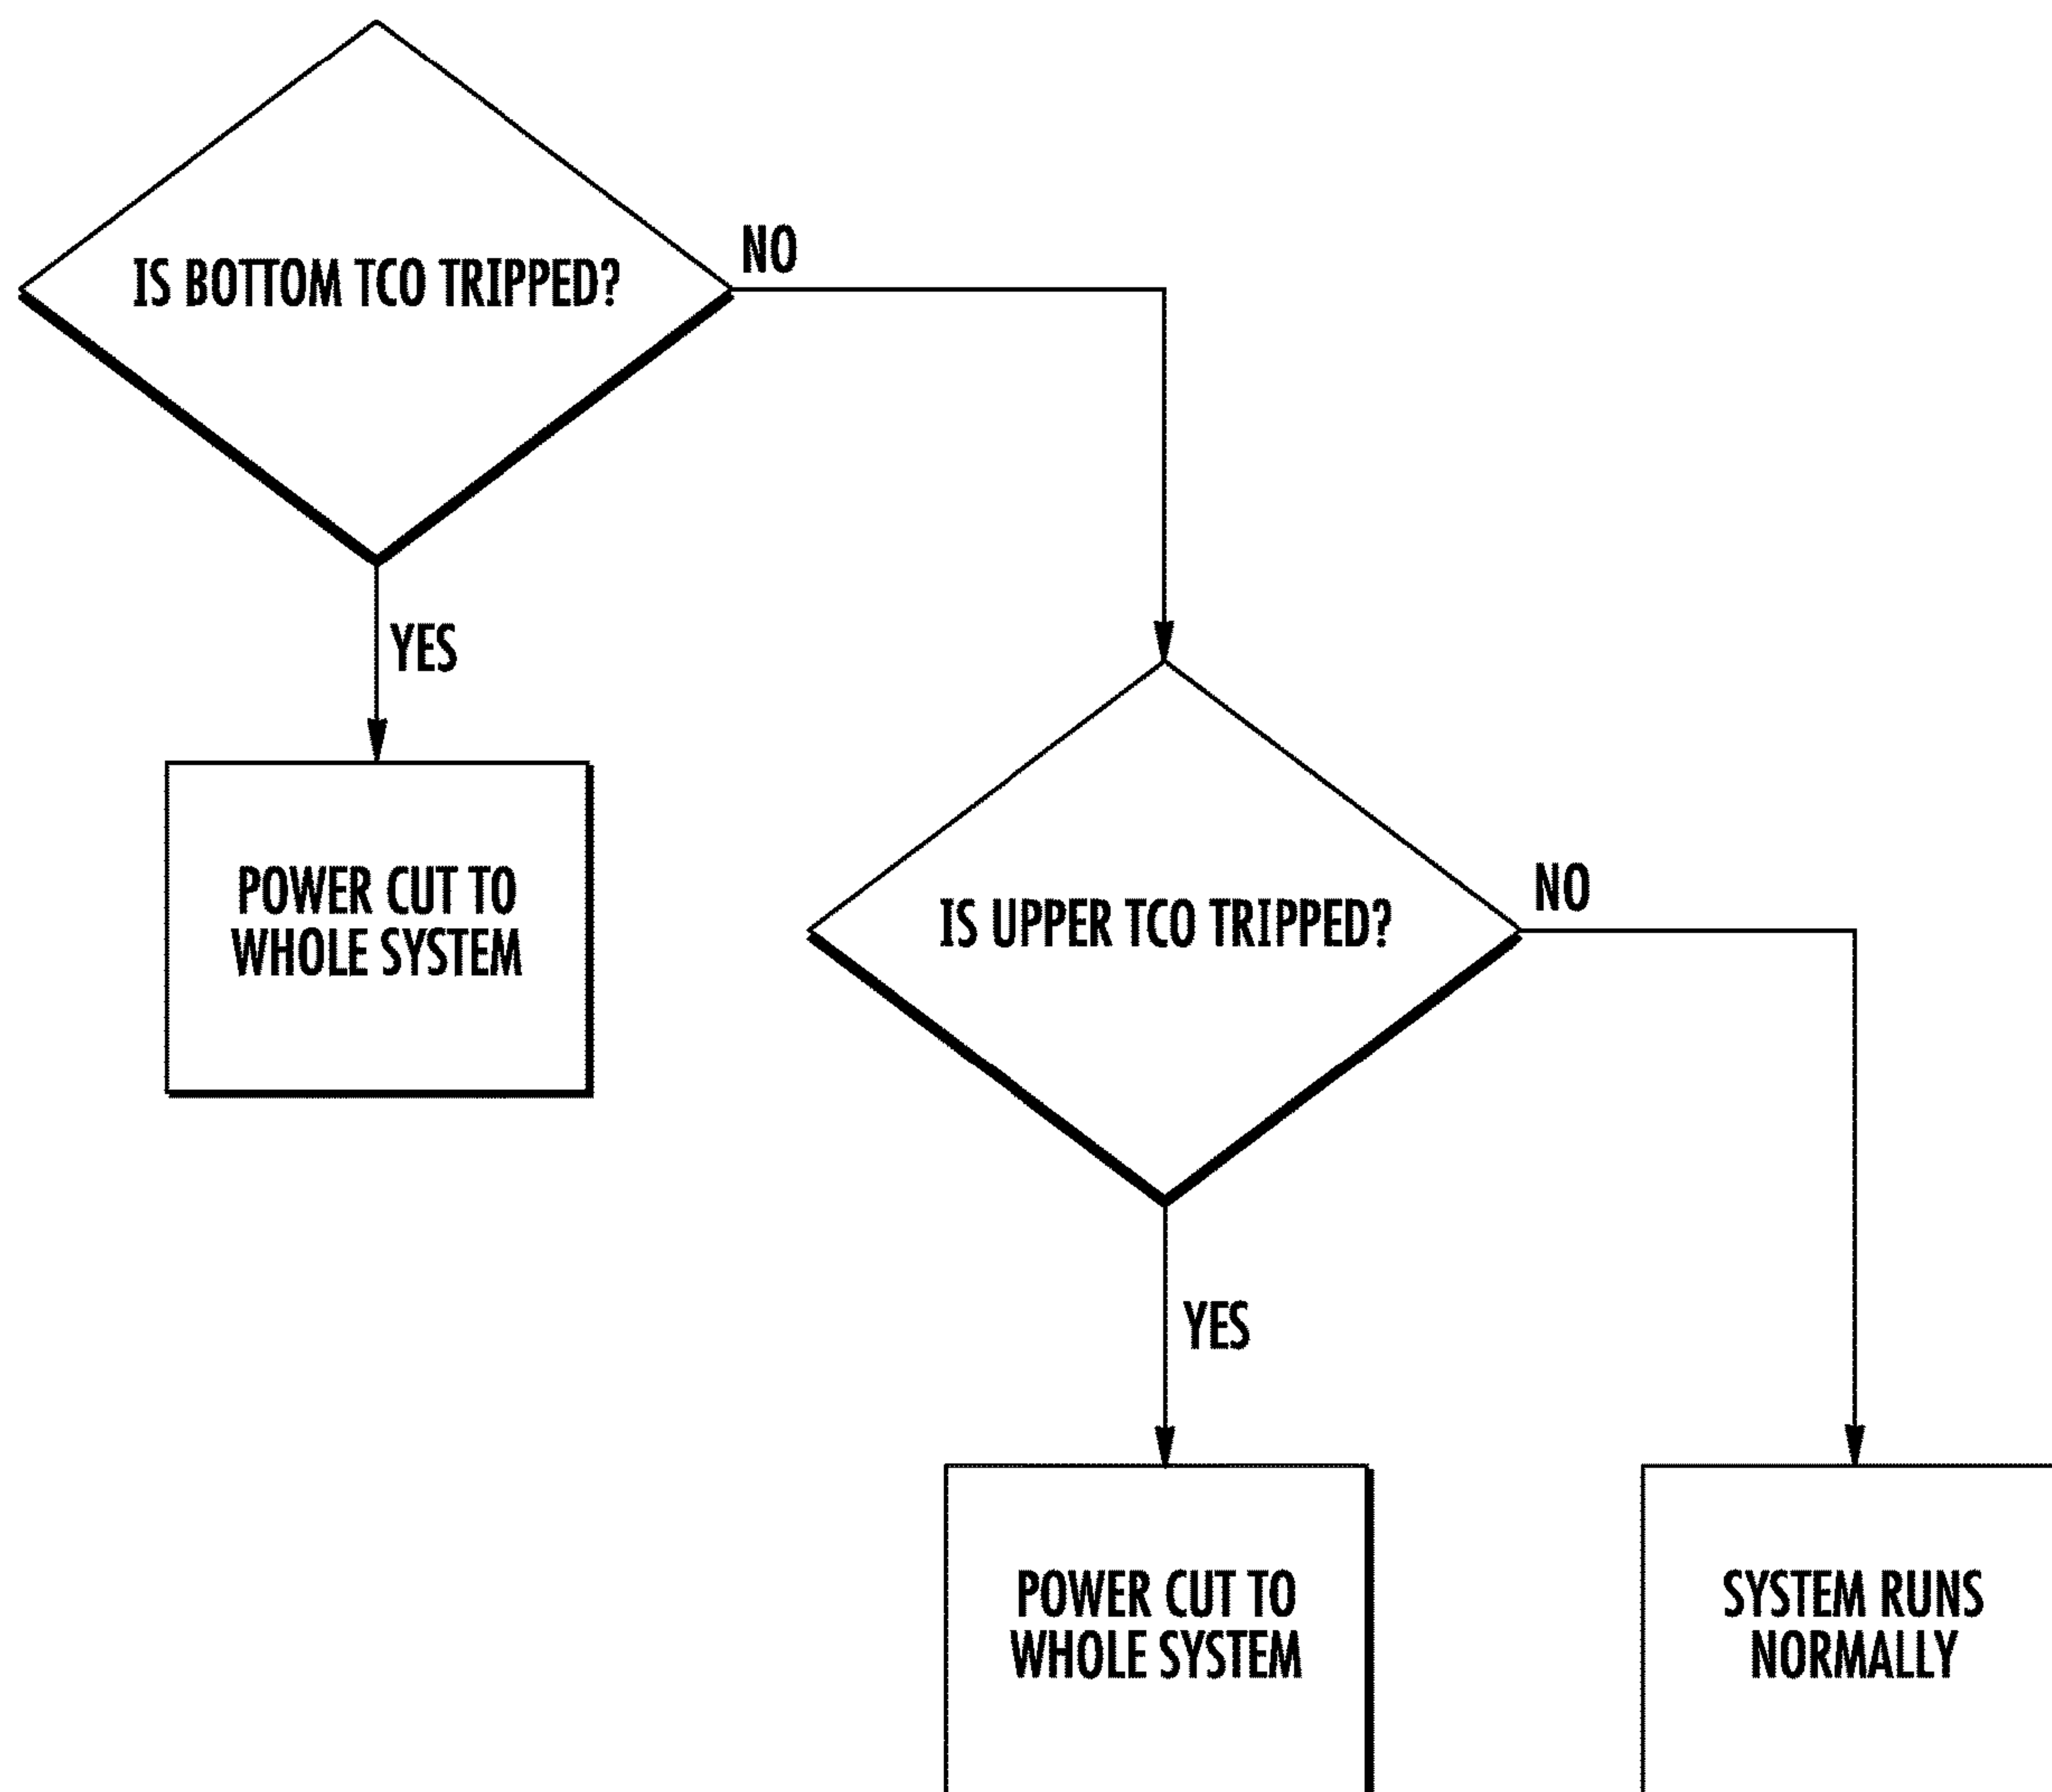 NO
IS BOTTOM TCO TRIPPED?
YES
POWER CUT TO
WHOLE SYSTEM
NO
IS UPPER TCO TRIPPED?
YES
POWER CUT TO
WHOLE SYSTEM
SYSTEM RUNS
NORMALLY